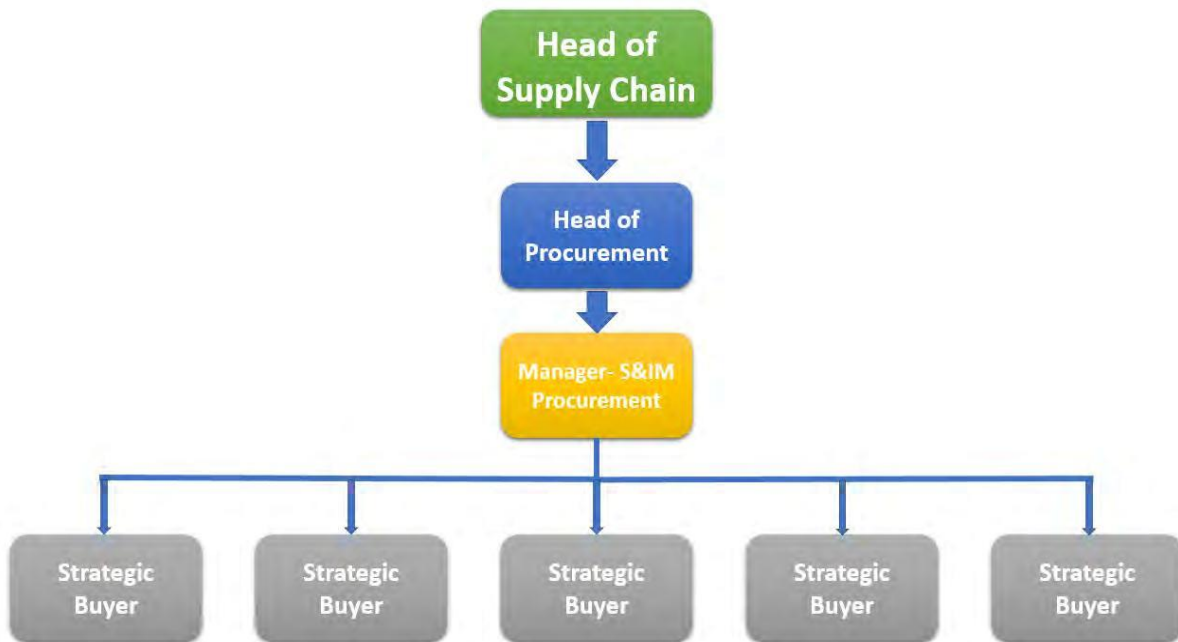 Head of
Supply Chain
Head of
Procurement
Manager- S&IM
Procurement
Strategic
Buyer
Strategic
Buyer
Strategic
Buyer
Strategic
Buyer
Strategic
Buyer